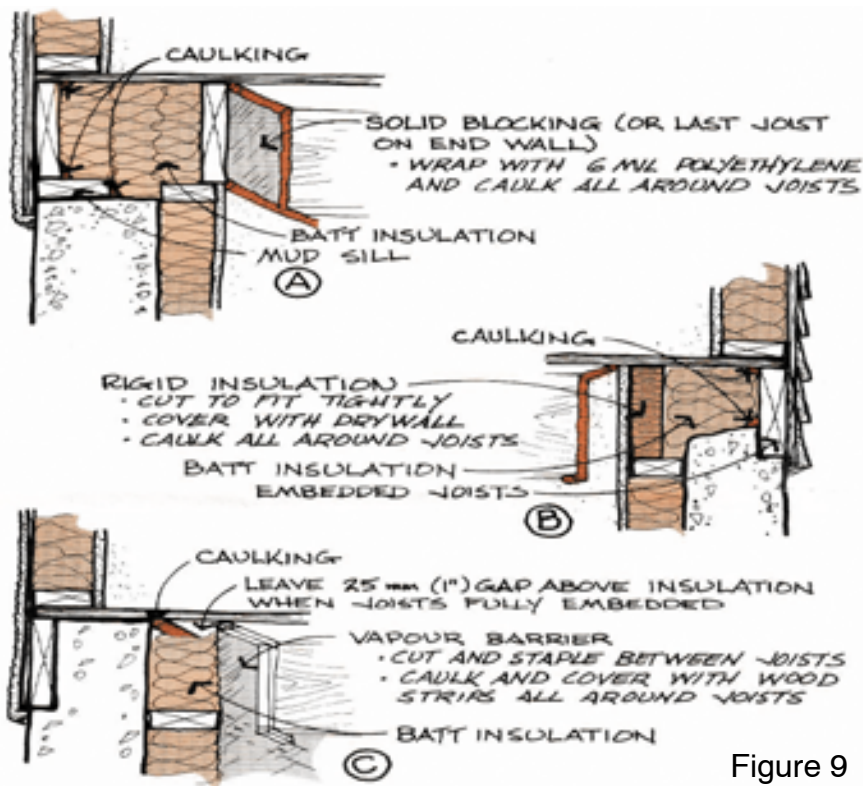 CAULKING
SOLID BLOCKING (OR LAST JOIST
ON END WALL)
• WRAP WITH 6 MIL POLYETHYLENE
AND CAULK ALL AROUND JOISTS
BATT INSULATION
MUD SILL
A
CAULKING
RIGID INSULATION
• CUT TO FIT TIGHTLY
• COVER WITH DRYWALL
• CAULK ALL AROUND JOISTS
BATT INSULATION
EMBEDDED JOISTS
B
CAULKING
LEAVE 25 mm (1") GAP ABOVE INSULATION
WHEN JOISTS FULLY EMBEDDED
VAPOUR BARRIER
• CUT AND STAPLE BETWEEN JOISTS
• CAULK AND COVER WITH WOOD
STRIPS ALL AROUND JOISTS
BATT INSULATION
C
Figure 9